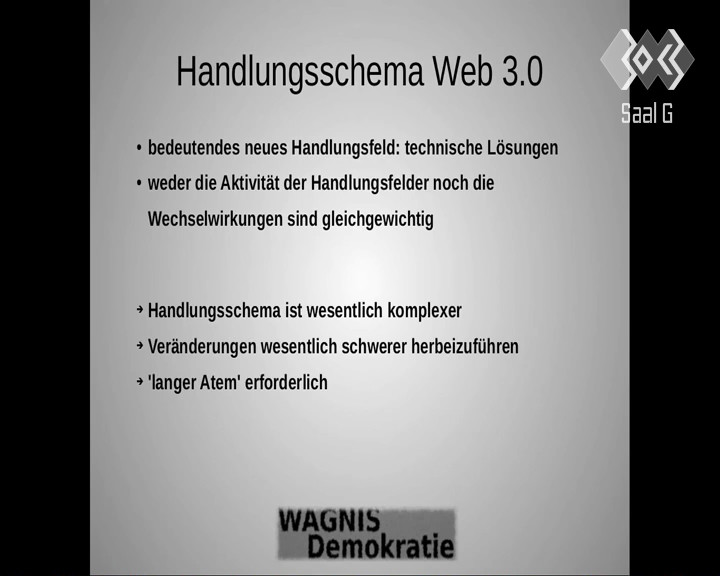 Handlungsschema Web 3.0
Saal G
• bedeutendes neues Handlungsfeld: technische Lösungen
• weder die Aktivität der Handlungsfelder noch die
Wechselwirkungen sind gleichgewichtig
→ Handlungsschema ist wesentlich komplexer
→ Veränderungen wesentlich schwerer herbeizuführen
→ 'langer Atem' erforderlich
WAGNIS
Demokratie